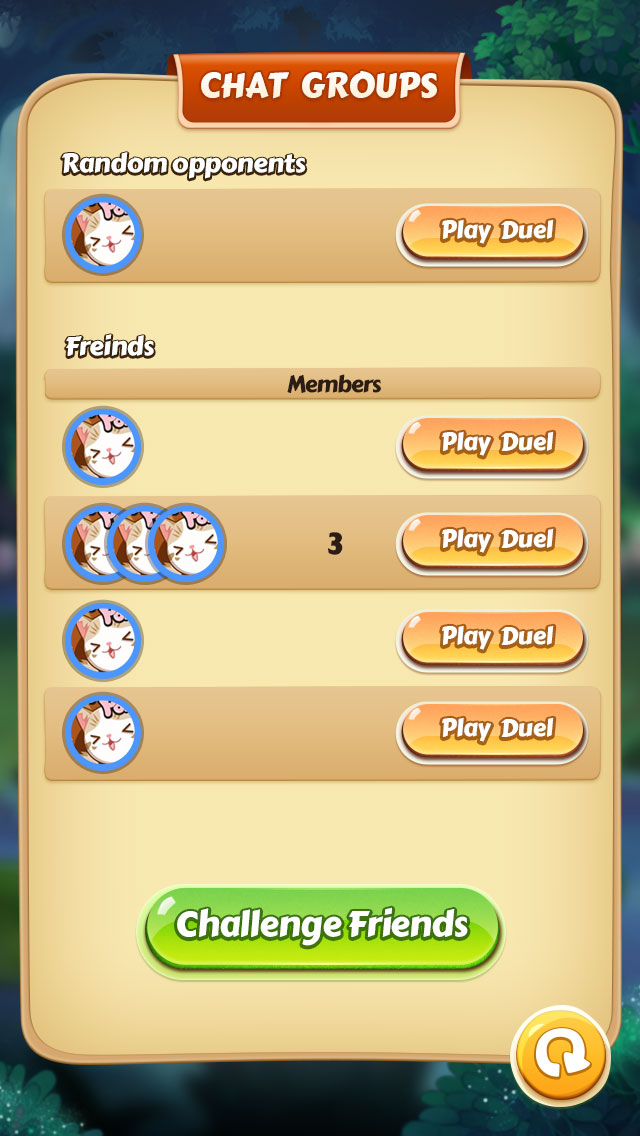 CHAT GROUPS
Random opponents
Play Duel
Freinds
Members
Play Duel
3
Play Duel
Play Duel
Play Duel
Challenge Friends